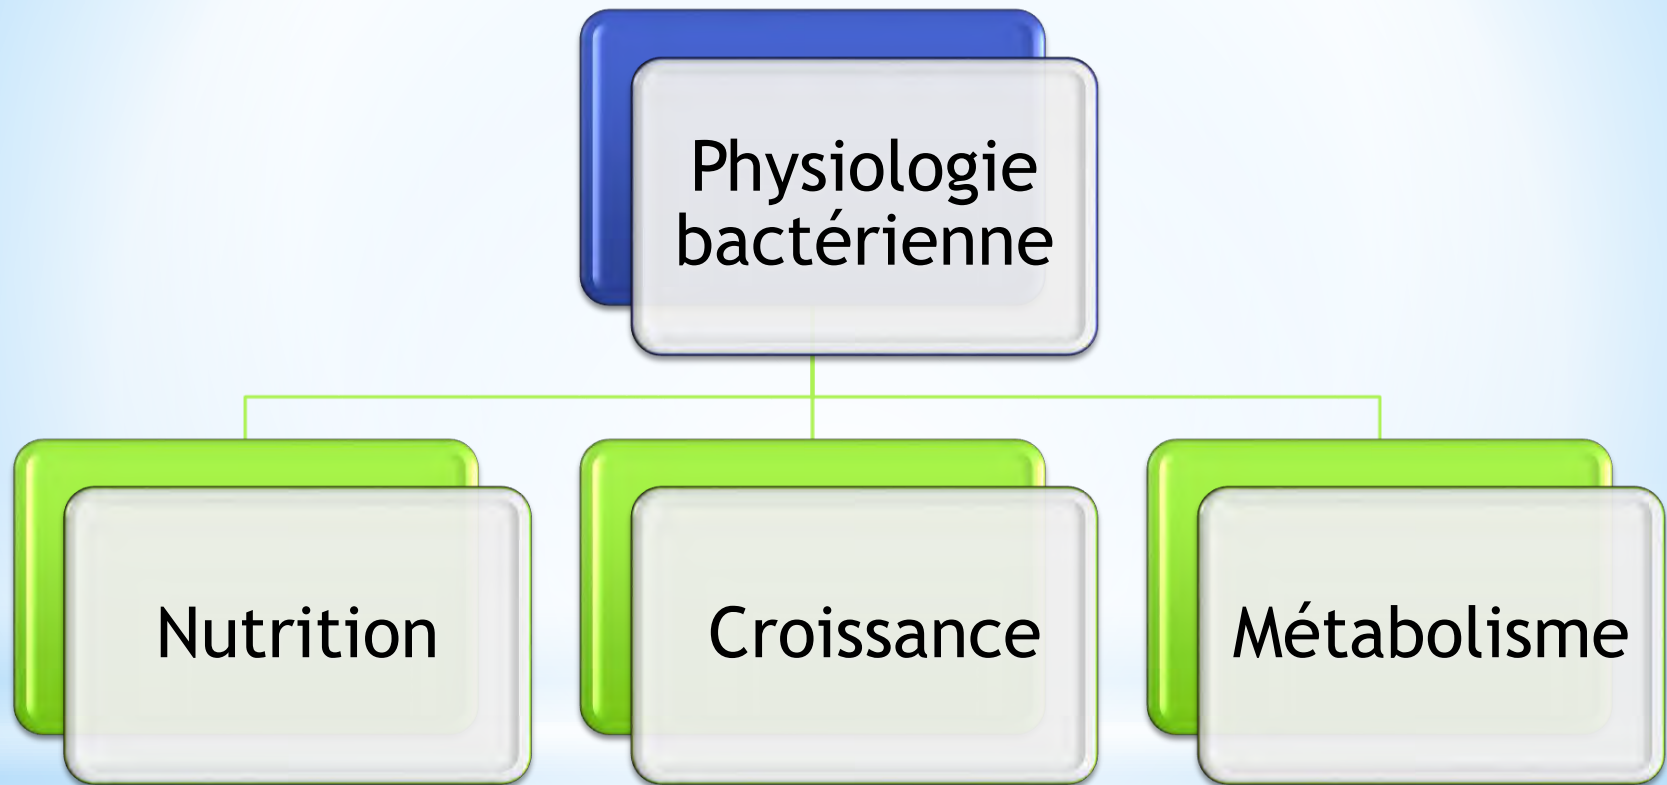 Physiologie
bactérienne
Nutrition
Croissance
Métabolisme